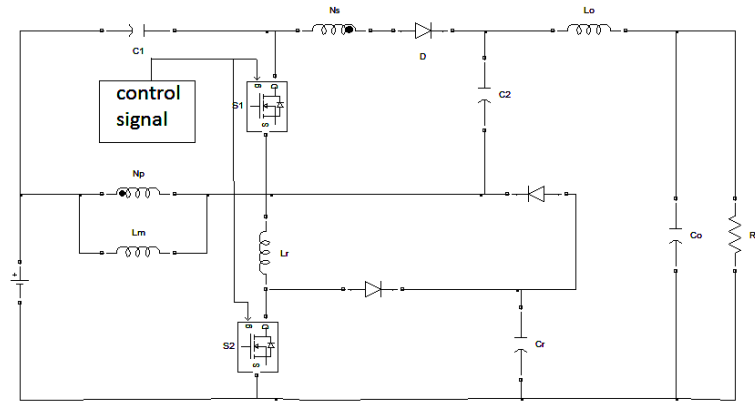 Ns
Lo
C1
D
control
signal
g
D
S1
S
C2
Np
Lm
Lr
Co
R
+
g
D
S2
S
Cr